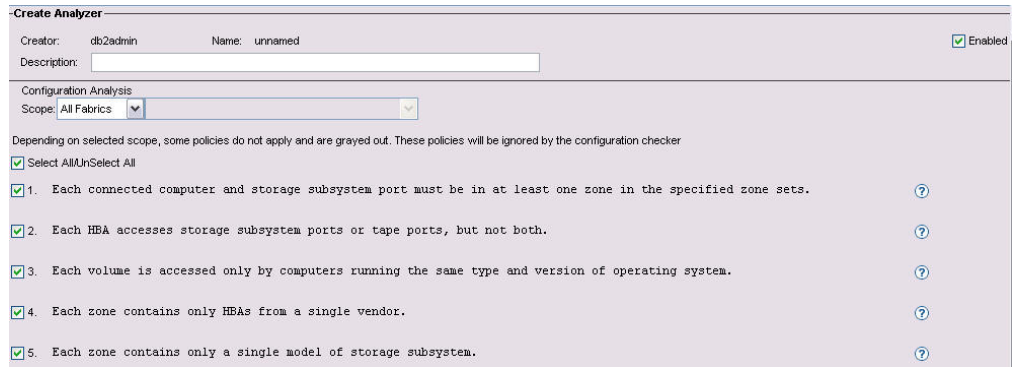 Create Analyzer
Creator: db2admin Name: unnamed Enabled
Description:
Configuration Analysis
Scope: All Fabrics
Depending on selected scope, some policies do not apply and are grayed out. These policies will be ignored by the configuration checker
Select All/UnSelect All
1. Each connected computer and storage subsystem port must be in at least one zone in the specified zone sets. ?
2. Each HBA accesses storage subsystem ports or tape ports, but not both. ?
3. Each volume is accessed only by computers running the same type and version of operating system. ?
4. Each zone contains only HBAs from a single vendor. ?
5. Each zone contains only a single model of storage subsystem. ?